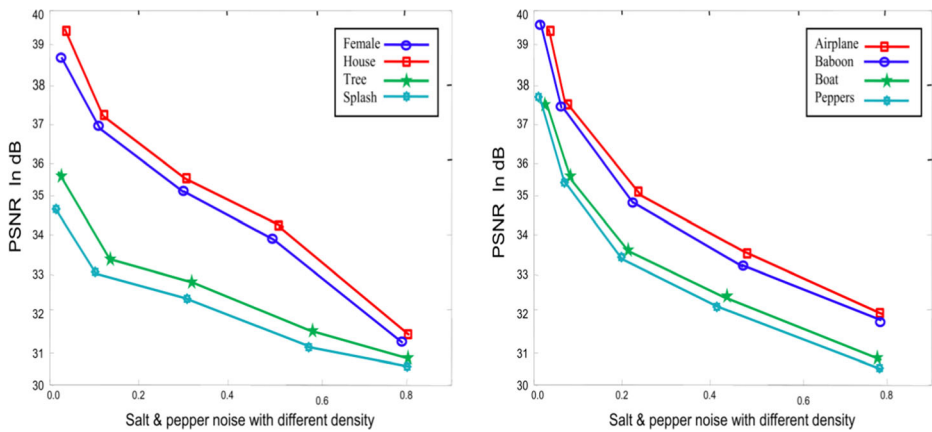 40
39
38
37
36
35
34
33
32
31
30
PSNR In dB
Female
House
Tree
Splash
0.0 0.2 0.4 0.6 0.8
Salt & pepper noise with different density
40
39
38
37
36
35
34
33
32
31
30
PSNR In dB
Airplane
Baboon
Boat
Peppers
0.0 0.2 0.4 0.6 0.8
Salt & pepper noise with different density